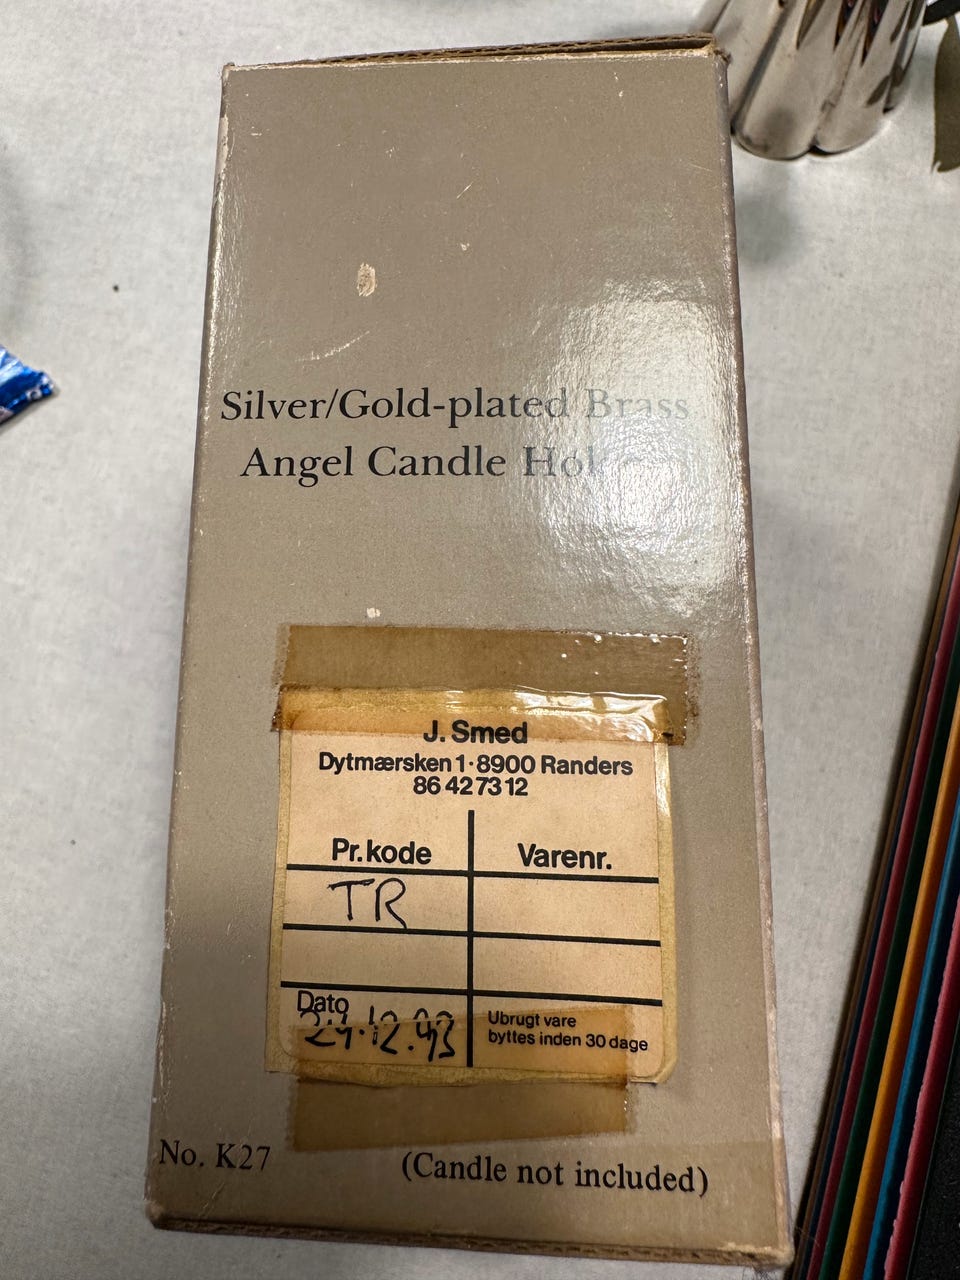 Silver/Gold-plated Brass
Angel Candle
J. Smed
Dytmærsken 1·8900 Randers
86 42 73 12
Pr.kode
Varenr.
TR
Dato
Ubrugt vare
byttes inden 30 dage
No. K27
(Candle not included)